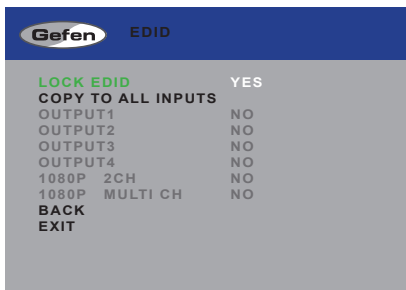 Gefen EDID
LOCK EDID YES
COPY TO ALL INPUTS
OUTPUT1 NO
OUTPUT2 NO
OUTPUT3 NO
OUTPUT4 NO
1080P 2CH NO
1080P MULTI CH NO
BACK
EXIT